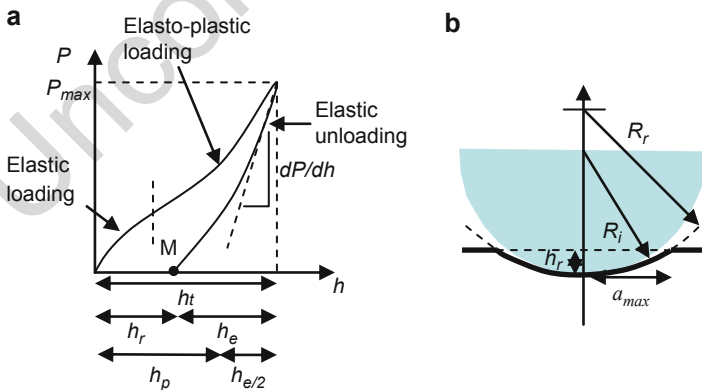 a
b
Elasto-plastic
loading
P
P_max
Elastic
unloading
dP/dh
Elastic
loading
M
h
h_t
h_r
h_e
h_p
h_e/2
R_r
R_i
h_r
a_max
Uncor